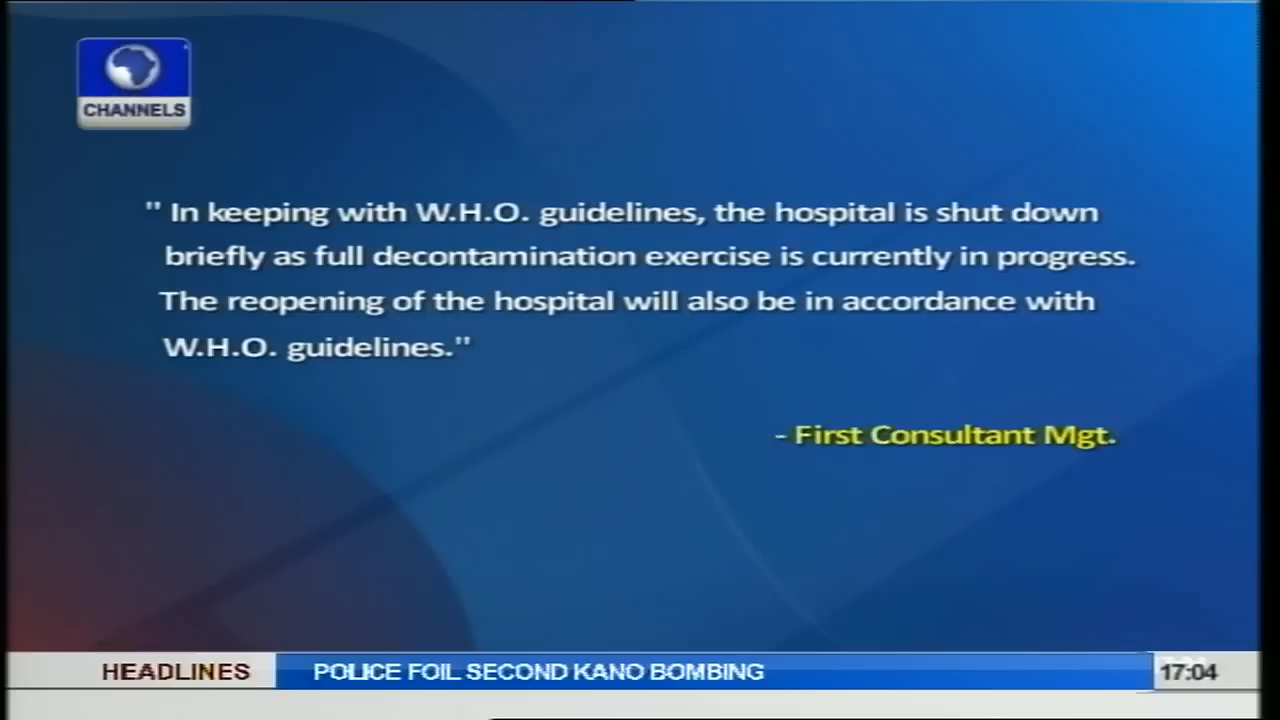 CHANNELS
" In keeping with W.H.O. guidelines, the hospital is shut down
briefly as full decontamination exercise is currently in progress.
The reopening of the hospital will also be in accordance with
W.H.O. guidelines."
- First Consultant Mgt.
HEADLINES POLICE FOIL SECOND KANO BOMBING 17:04